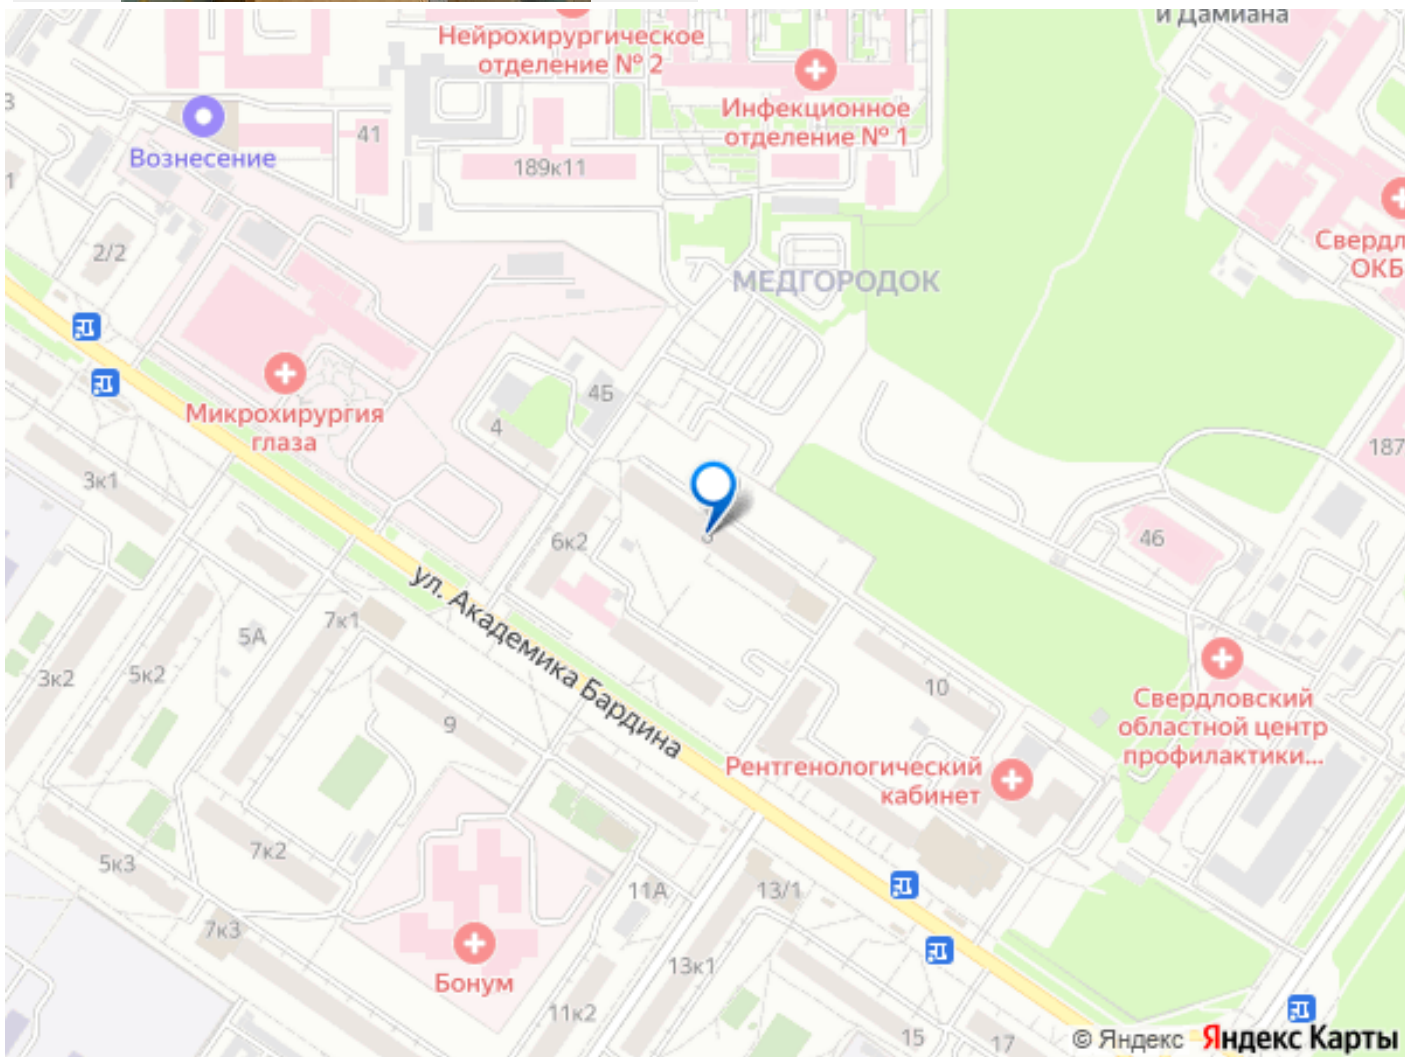 и Дамиана
Нейрохирургическое
отделение № 2
Инфекционное
отделение № 1
3
41
Вознесение
189к11
1
2/2
МЕДГОРОДОК
Свердл
ОКБ
Микрохирургия
глаза
4Б
4
187
3к1
6к2
46
ул. Академика Бардина
7к1
5А
3к2
5к2
9
10
Свердловский
областной центр
профилактики...
Рентгенологический
кабинет
5к3
7к2
11А
13/1
7к3
13к1
Бонум
11к2
15
17
© Яндекс Яндекс Карты